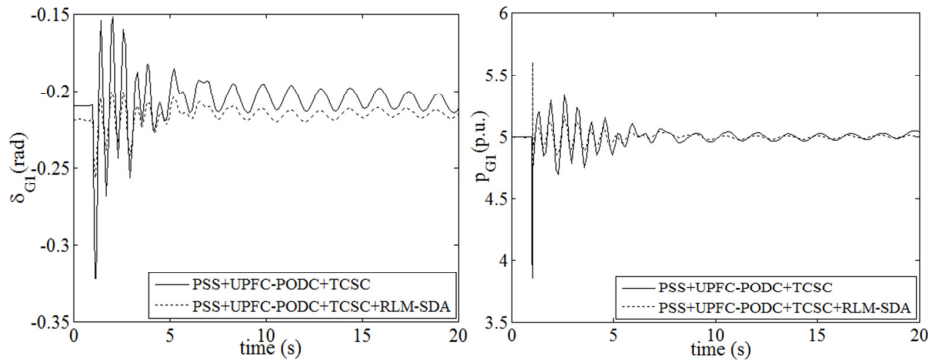 -0.15
-0.2
-0.25
-0.3
-0.35
δG1(rad)
PSS+UPFC-PODC+TCSC
PSS+UPFC-PODC+TCSC+RLM-SDA
0 5 10 15 20
time (s)
6
5.5
5
4.5
4
3.5
pG1(p.u.)
PSS+UPFC-PODC+TCSC
PSS+UPFC-PODC+TCSC+RLM-SDA
0 5 10 15 20
time (s)